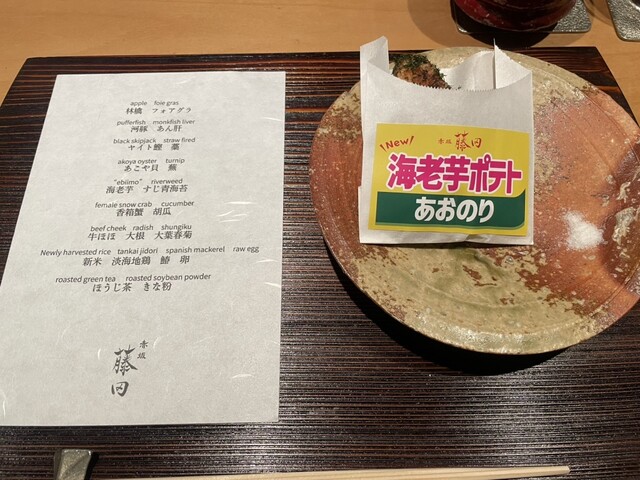 apple foie gras
林檎 フォアグラ
pufferfish monkfish liver
河豚 あん肝
black skipjack straw fired
ヤイト鰹 藁
akoya oyster turnip
あこや貝 蕪
"ebiimo" riverweed
海老芋 すじ青海苔
female snow crab cucumber
香箱蟹 胡瓜
beef cheek radish shungiku
牛ほほ 大根 大葉春菊
Newly harvested rice tankai jidori spanish mackerel raw egg
新米 淡海地鶏 鰆 卵
roasted green tea roasted soybean powder
ほうじ茶 きな粉
赤坂
藤田
New!
赤坂 藤田
海老芋ポテト
あおのり